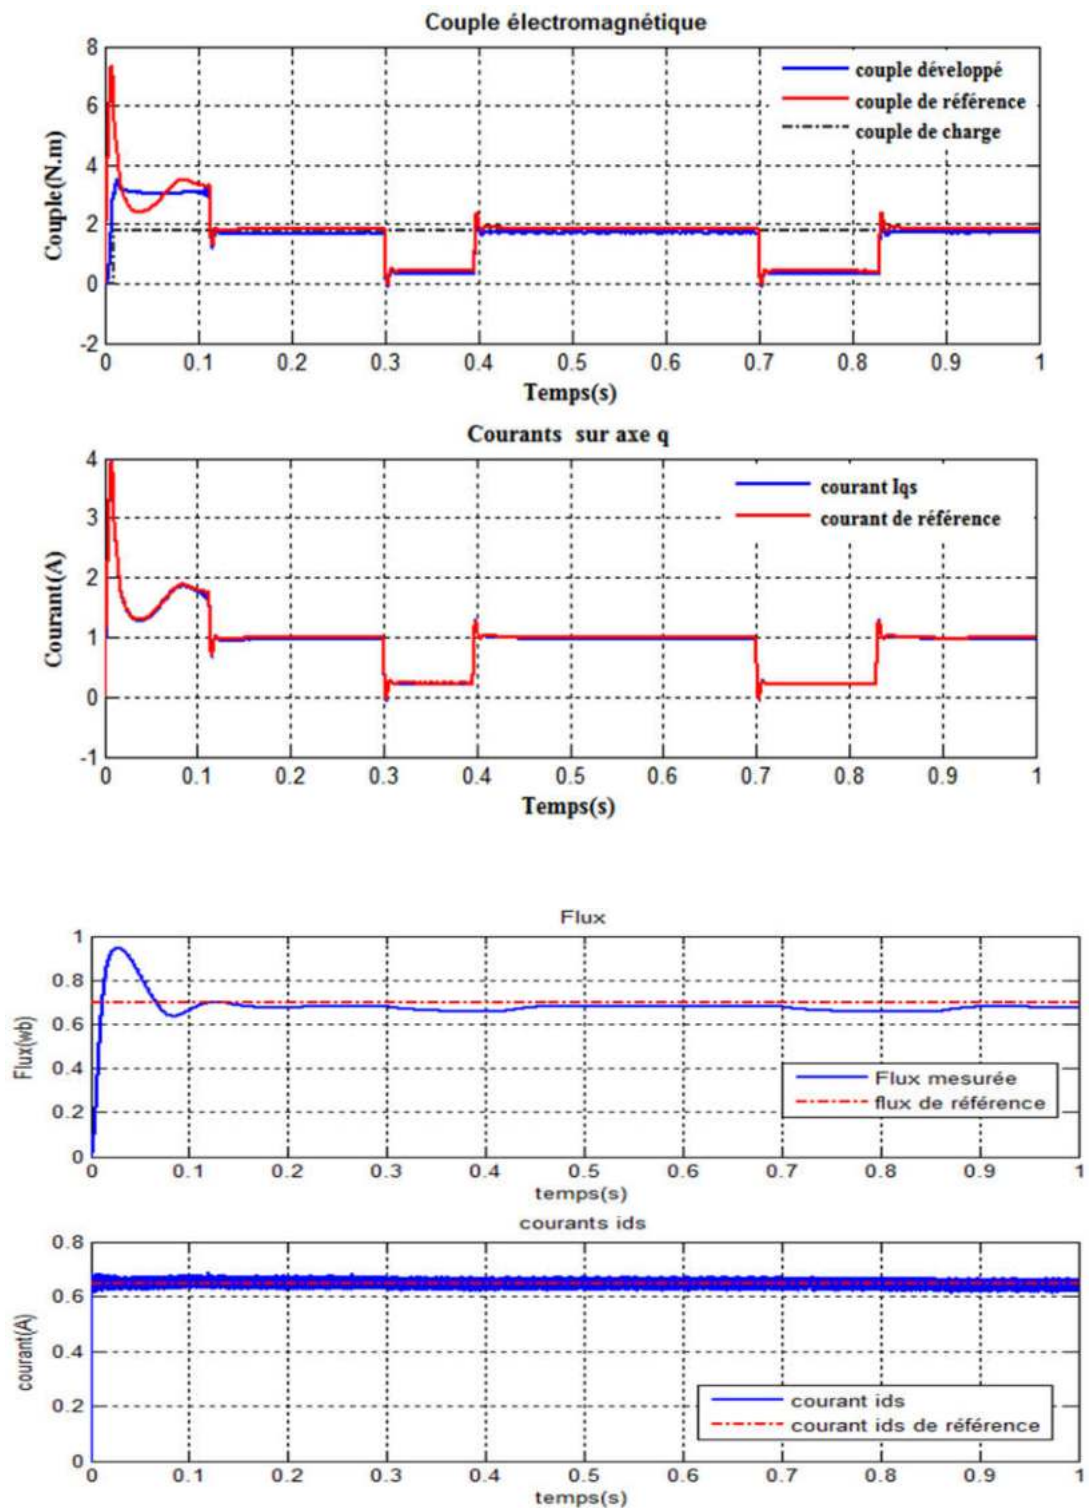 Couple électromagnétique
8
6
4
2
0
-2
Couple(N.m)
couple développé
couple de référence
couple de charge
0 0.1 0.2 0.3 0.4 0.5 0.6 0.7 0.8 0.9 1
Temps(s)
Courants sur axe q
4
3
2
1
0
-1
Courant(A)
courant Iqs
courant de référence
0 0.1 0.2 0.3 0.4 0.5 0.6 0.7 0.8 0.9 1
Temps(s)
Flux
1
0.8
0.6
0.4
0.2
0
Flux(wb)
Flux mesurée
flux de référence
0 0.1 0.2 0.3 0.4 0.5 0.6 0.7 0.8 0.9 1
temps(s)
courants ids
0.8
0.6
0.4
0.2
0
courant(A)
courant ids
courant ids de référence
0 0.1 0.2 0.3 0.4 0.5 0.6 0.7 0.8 0.9 1
temps(s)